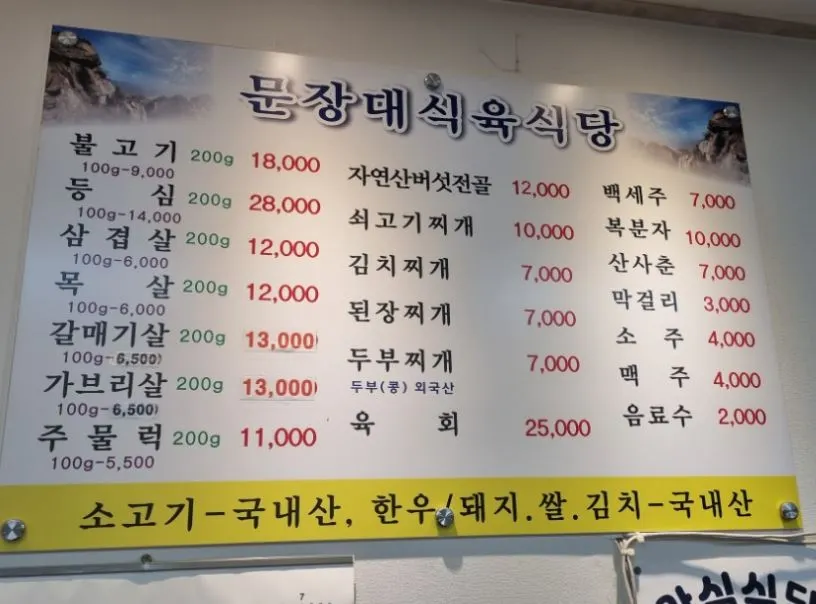 문장대식육식당
불고기 200g 18,000
100g-9,000
등심 200g 28,000
100g-14,000
삼겹살 200g 12,000
100g-6,000
목살 200g 12,000
100g-6,000
갈매기살 200g 13,000)
100g-6,500)
가브리살 200g 13,000)
100g-6,500)
주물럭 200g 11,000
100g-5,500
자연산버섯전골 12,000
쇠고기찌개 10,000
김치찌개 7,000
된장찌개 7,000
두부찌개 7,000
두부(콩) 외국산
육회 25,000
백세주 7,000
복분자 10,000
산사춘 7,000
막걸리 3,000
소주 4,000
맥주 4,000
음료수 2,000
소고기-국내산, 한우/돼지.쌀.김치-국내산
7